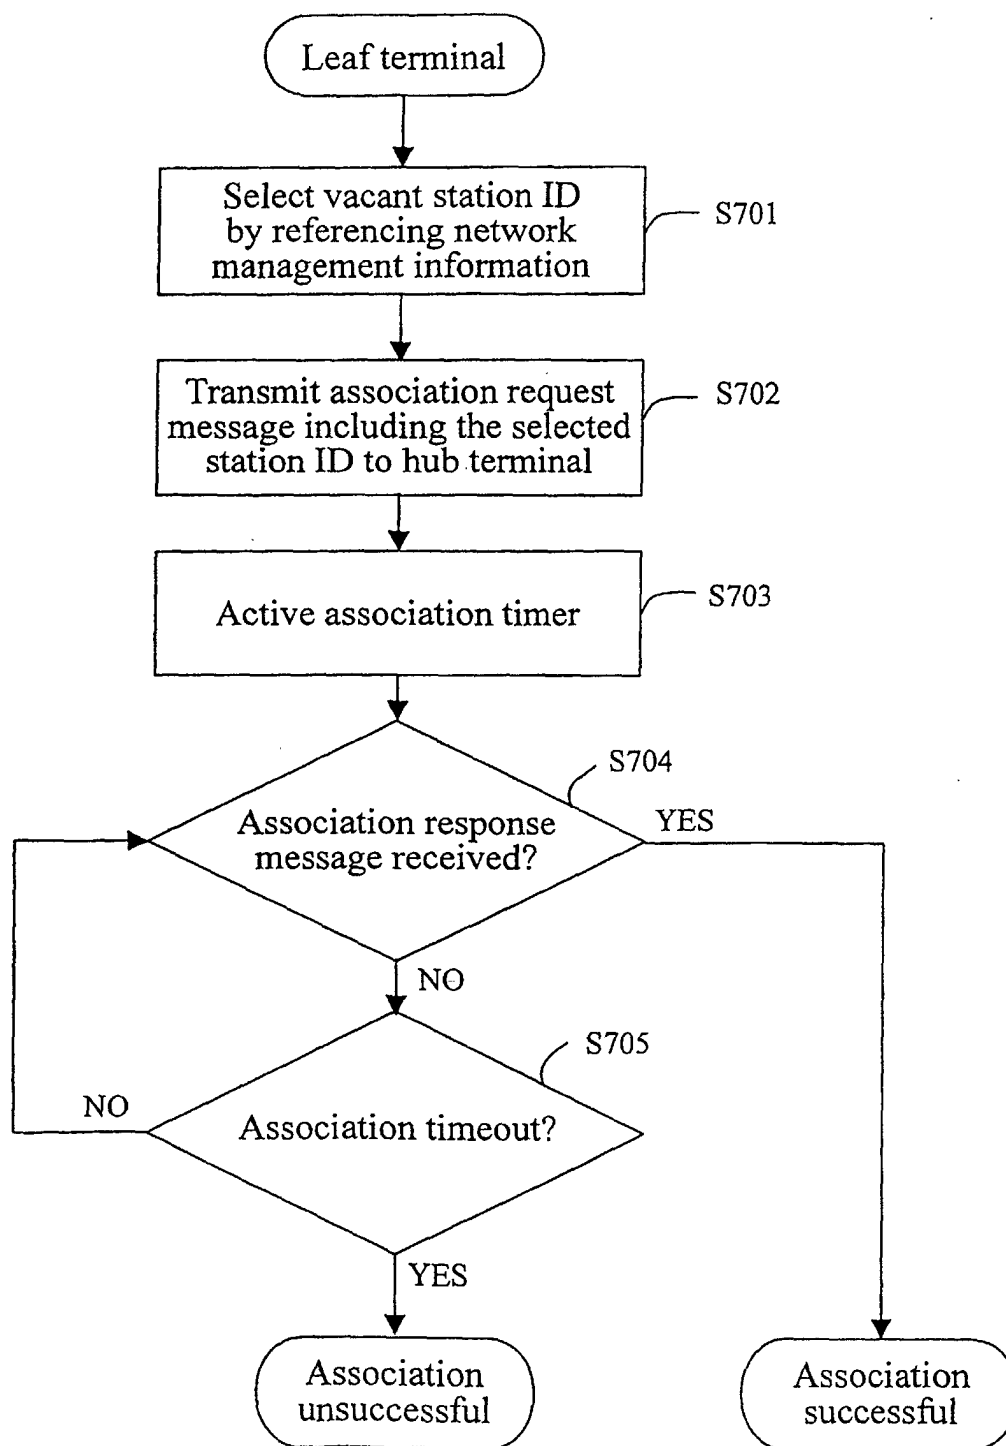 Leaf terminal
Select vacant station ID
by referencing network
management information
S701
Transmit association request
message including the selected
station ID to hub terminal
S702
Active association timer
S703
S704
Association response
message received?
YES
NO
S705
Association timeout?
NO
YES
Association
unsuccessful
Association
successful